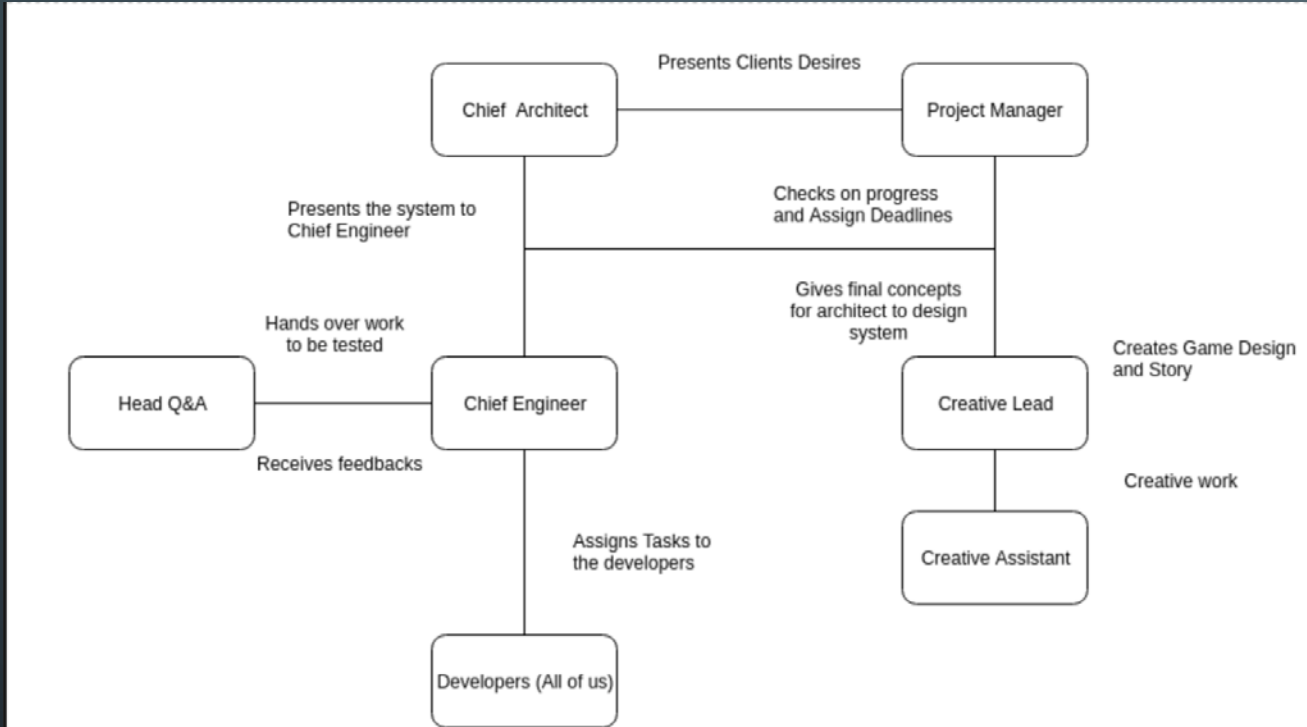 Presents Clients Desires
Chief Architect
Project Manager
Checks on progress
and Assign Deadlines
Presents the system to
Chief Engineer
Gives final concepts
for architect to design
system
Hands over work
to be tested
Creates Game Design
and Story
Head Q&A
Chief Engineer
Creative Lead
Receives feedbacks
Creative work
Assigns Tasks to
the developers
Creative Assistant
Developers (All of us)